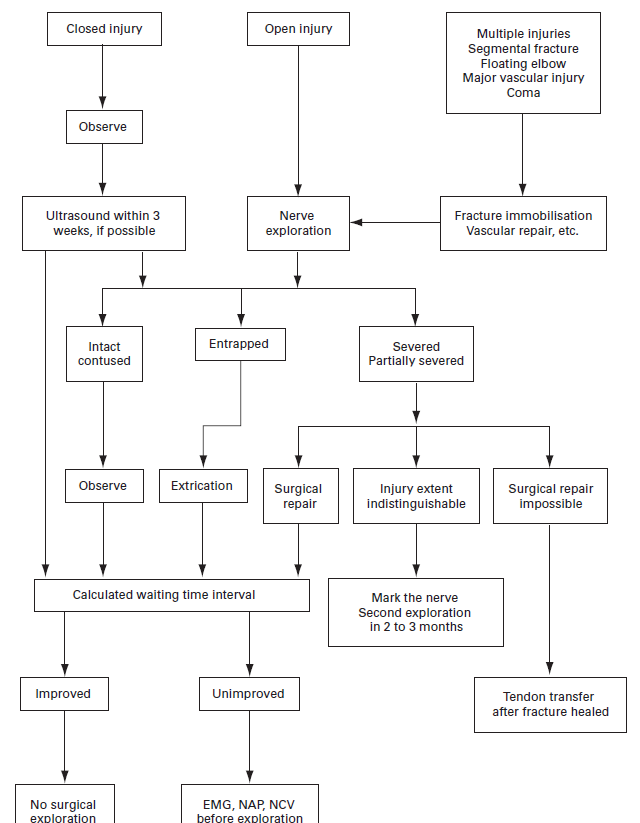 Closed injury
Open injury
Multiple injuries
Segmental fracture
Floating elbow
Major vascular injury
Coma
Observe
Ultrasound within 3
weeks, if possible
Nerve
exploration
Fracture immobilisation
Vascular repair, etc.
Intact
contused
Entrapped
Severed
Partially severed
Observe
Extrication
Surgical
repair
Injury extent
indistinguishable
Surgical repair
impossible
Calculated waiting time interval
Mark the nerve
Second exploration
in 2 to 3 months
Improved
Unimproved
Tendon transfer
after fracture healed
No surgical
exploration
EMG, NAP, NCV
before exploration